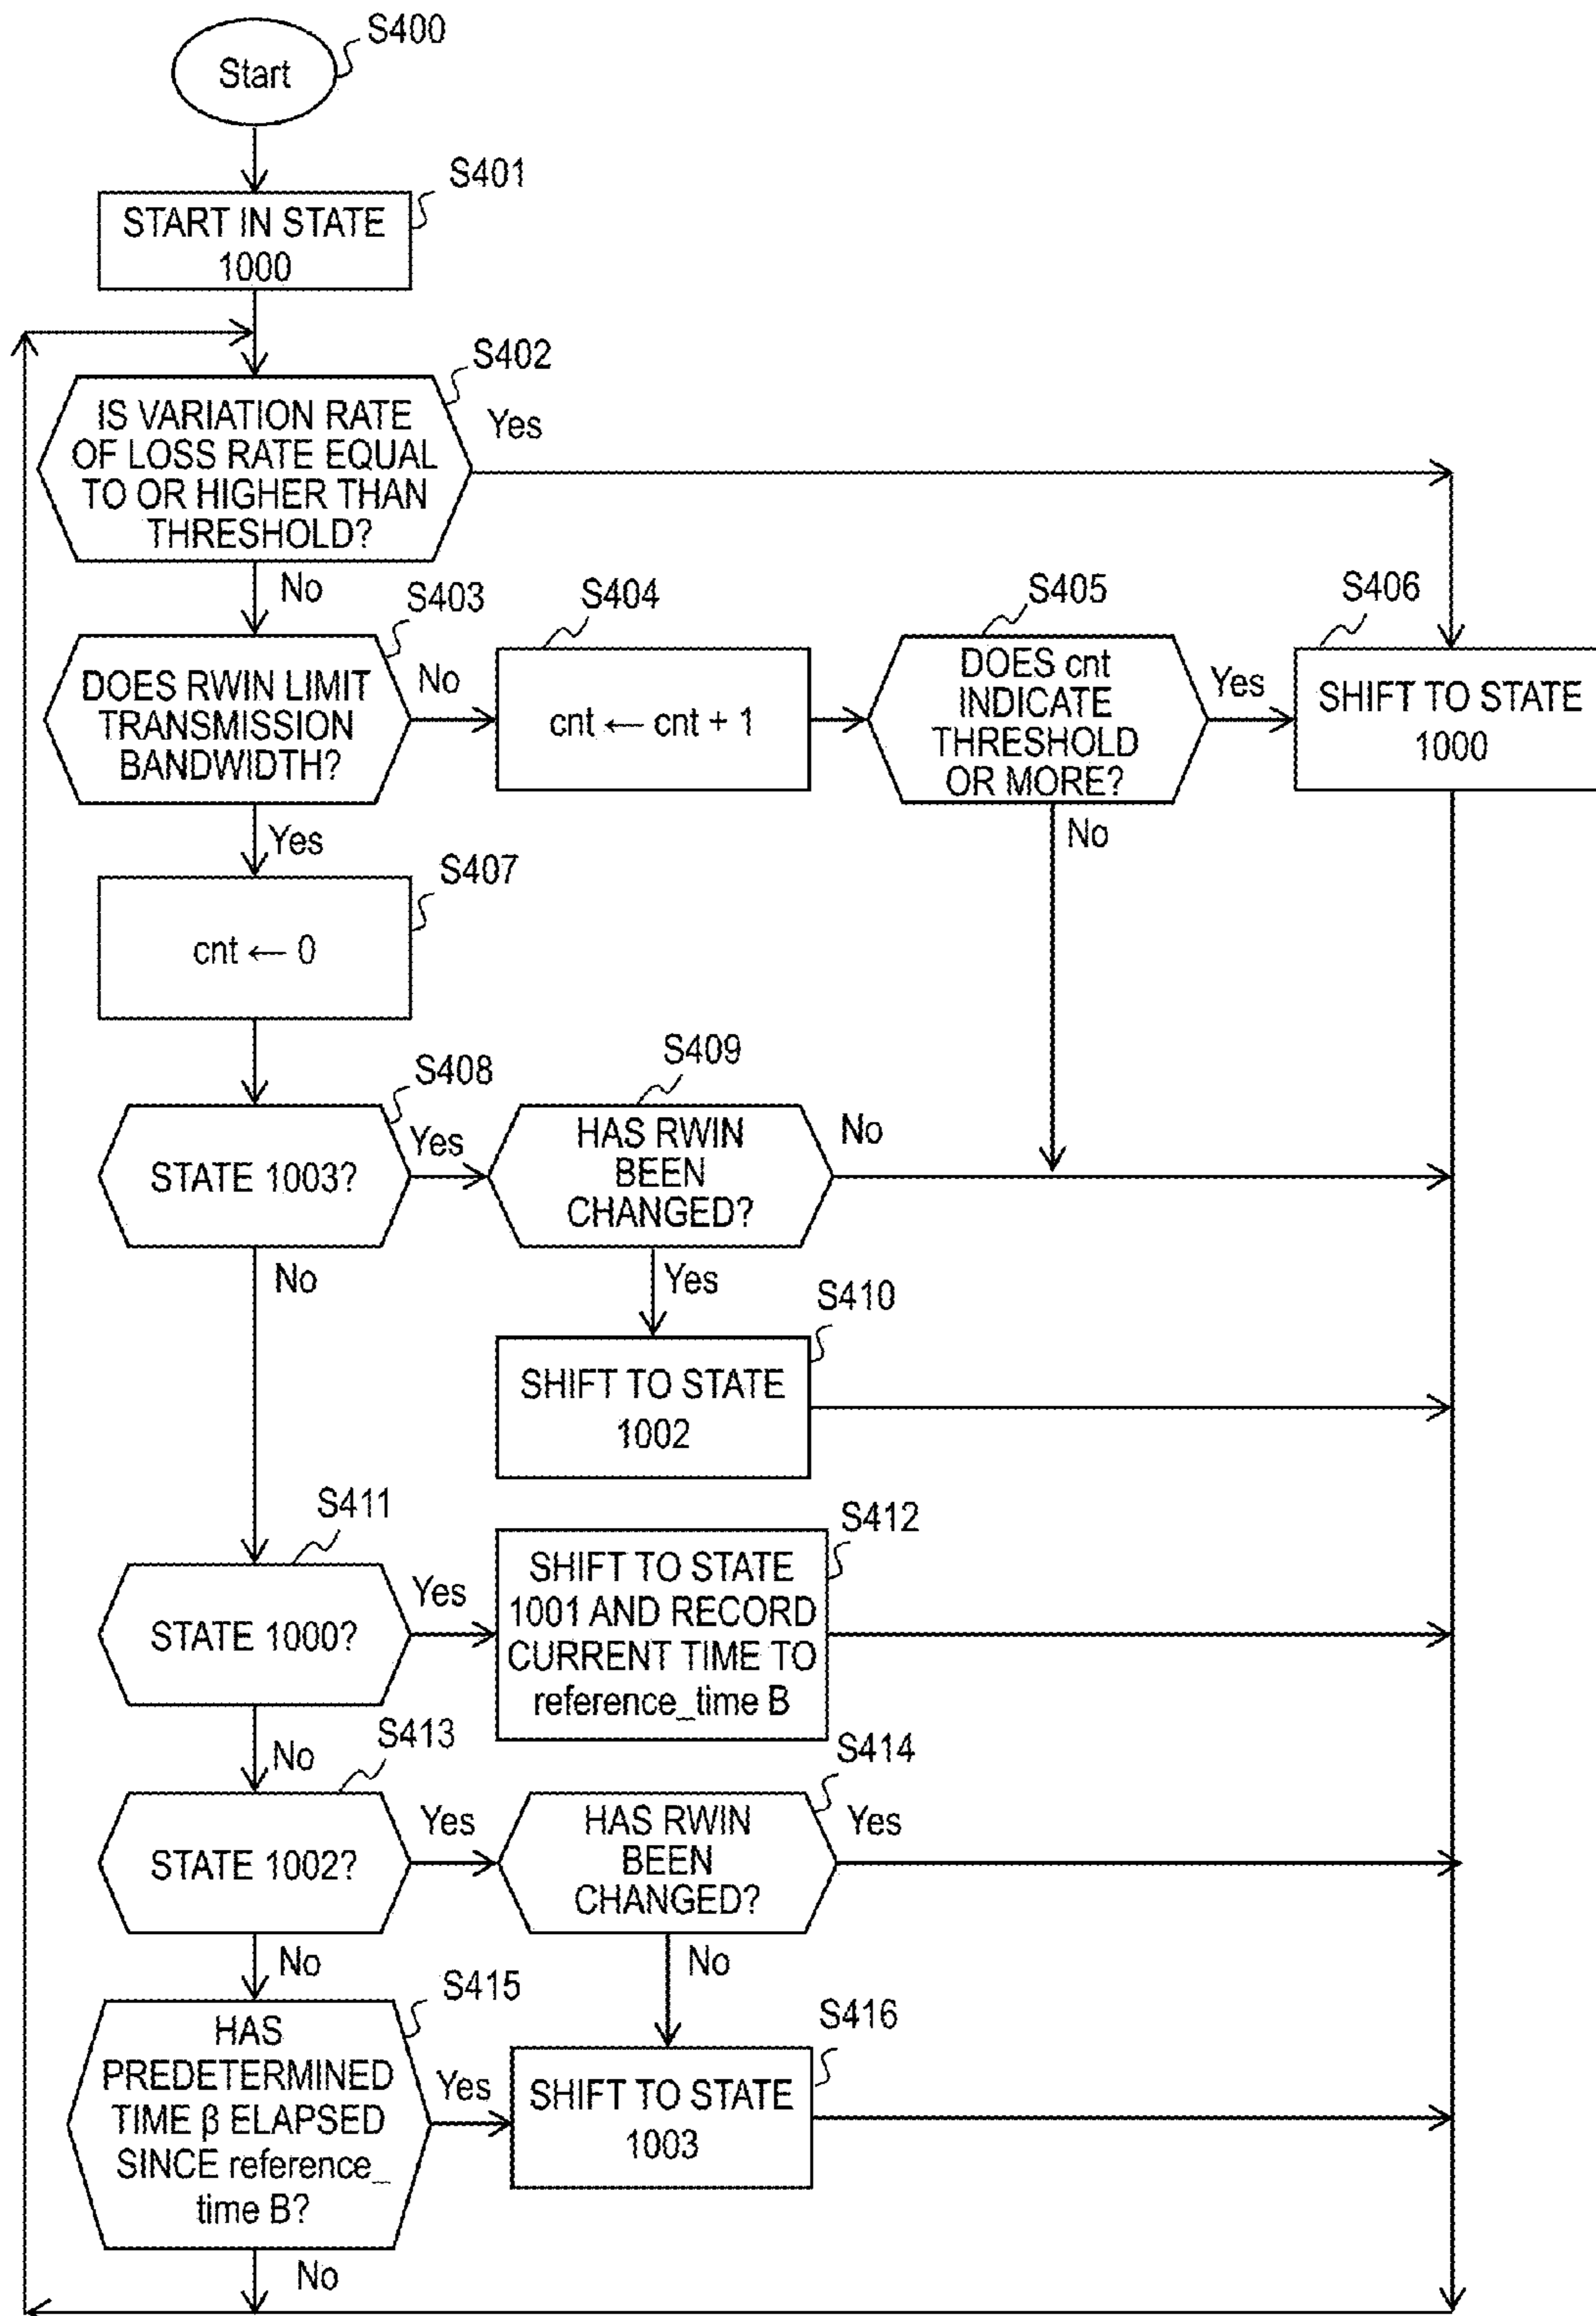 S400
Start
S401
START IN STATE
1000
S402
IS VARIATION RATE
OF LOSS RATE EQUAL
TO OR HIGHER THAN
THRESHOLD?
Yes
No
S403
DOES RWIN LIMIT
TRANSMISSION
BANDWIDTH?
No
S404
cnt ← cnt + 1
S405
DOES cnt
INDICATE
THRESHOLD
OR MORE?
Yes
S406
SHIFT TO STATE
1000
No
Yes
S407
cnt ← 0
S408
STATE 1003?
Yes
S409
HAS RWIN
BEEN
CHANGED?
No
No
Yes
S410
SHIFT TO STATE
1002
S411
STATE 1000?
Yes
S412
SHIFT TO STATE
1001 AND RECORD
CURRENT TIME TO
reference_time B
No
S413
STATE 1002?
Yes
S414
HAS RWIN
BEEN
CHANGED?
Yes
No
No
S415
HAS
PREDETERMINED
TIME β ELAPSED
SINCE reference_
time B?
Yes
S416
SHIFT TO STATE
1003
No